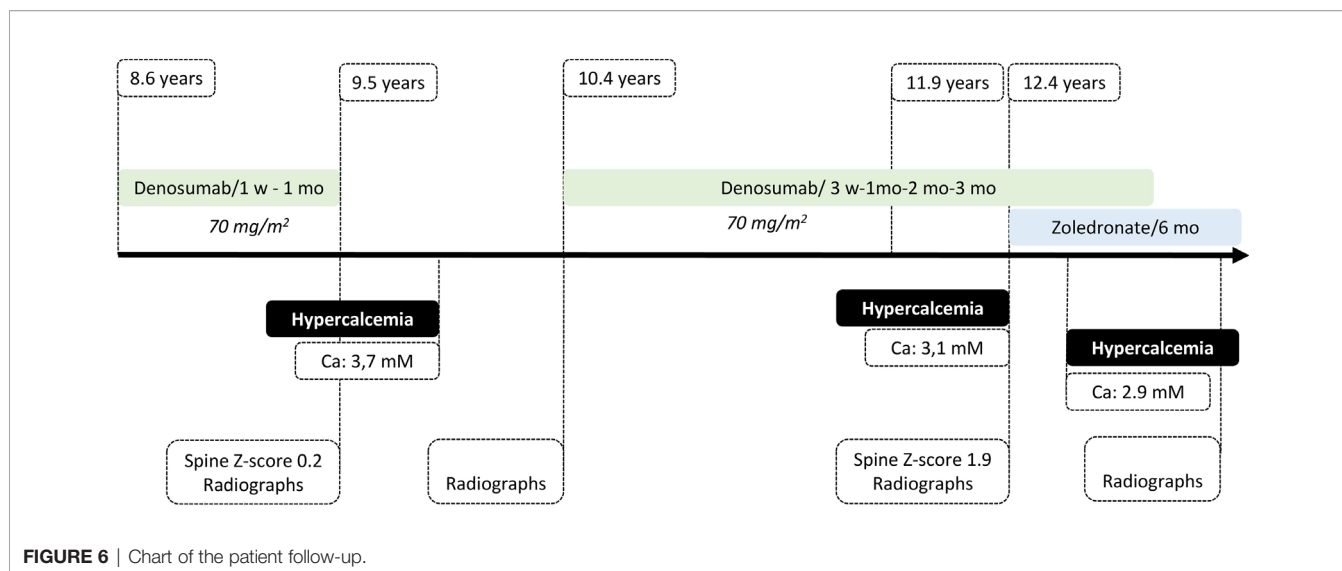 8.6 years
9.5 years
10.4 years
11.9 years
12.4 years
Denosumab/1 w - 1 mo
Denosumab/ 3 w-1mo-2 mo-3 mo
70 mg/m²
70 mg/m²
Zoledronate/6 mo
Hypercalcemia
Ca: 3,7 mM
Hypercalcemia
Ca: 3,1 mM
Hypercalcemia
Ca: 2.9 mM
Spine Z-score 0.2
Radiographs
Radiographs
Spine Z-score 1.9
Radiographs
Radiographs
FIGURE 6 | Chart of the patient follow-up.